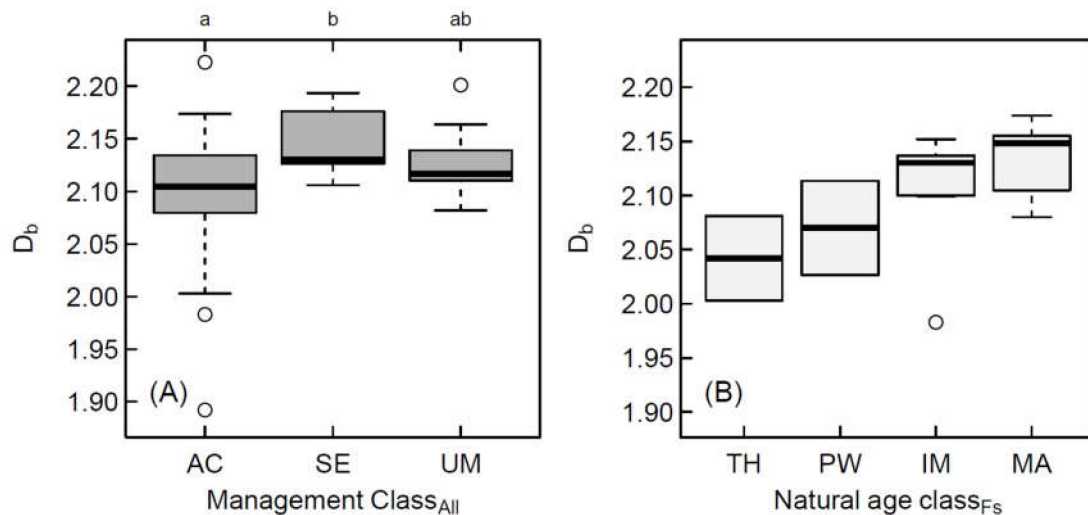 a b ab
D_b
2.20
2.15
2.10
2.05
2.00
1.95
1.90
(A)
AC SE UM
Management Class_All
D_b
2.20
2.15
2.10
2.05
2.00
1.95
1.90
(B)
TH PW IM MA
Natural age class_Fs